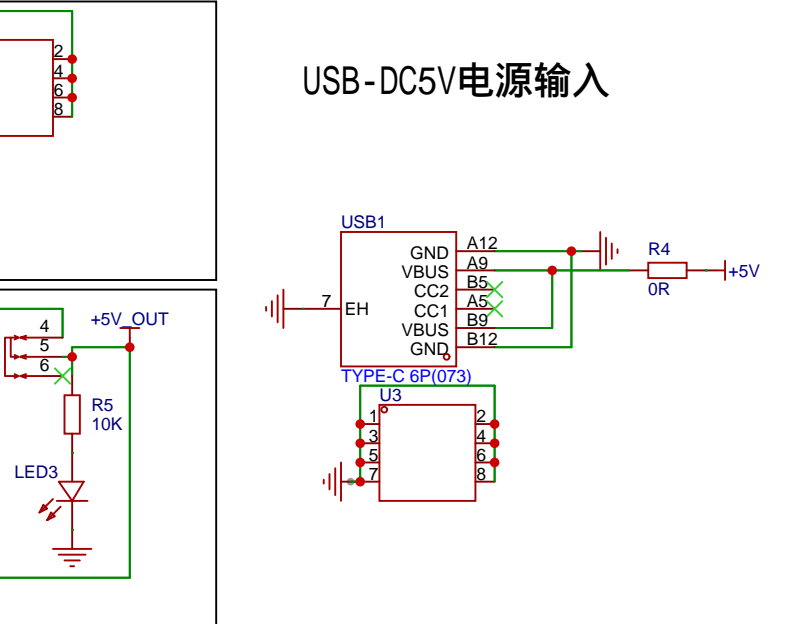 2
4
6
8
USB-DC5V电源输入
USB1
GND A12
VBUS A9
CC2 B5
CC1 A5
VBUS B9
GND B12
7 EH
TYPE-C 6P(073)
R4
0R
+5V
4
5
6
+5V_OUT
R5
10K
LED3
U3
1 2
3 4
5 6
7 8